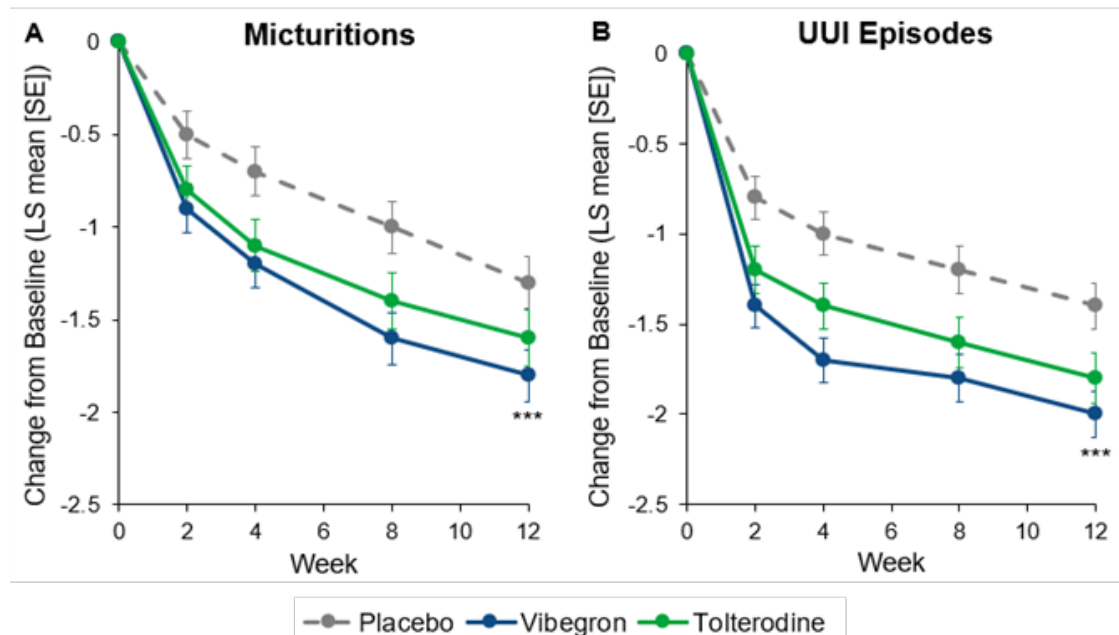 A Micturitions
Change from Baseline (LS mean [SE])
0
-0.5
-1
-1.5
-2
-2.5
***
0 2 4 6 8 10 12
Week
B UUI Episodes
Change from Baseline (LS mean [SE])
0
-0.5
-1
-1.5
-2
-2.5
***
0 2 4 6 8 10 12
Week
Placebo Vibegron Tolterodine